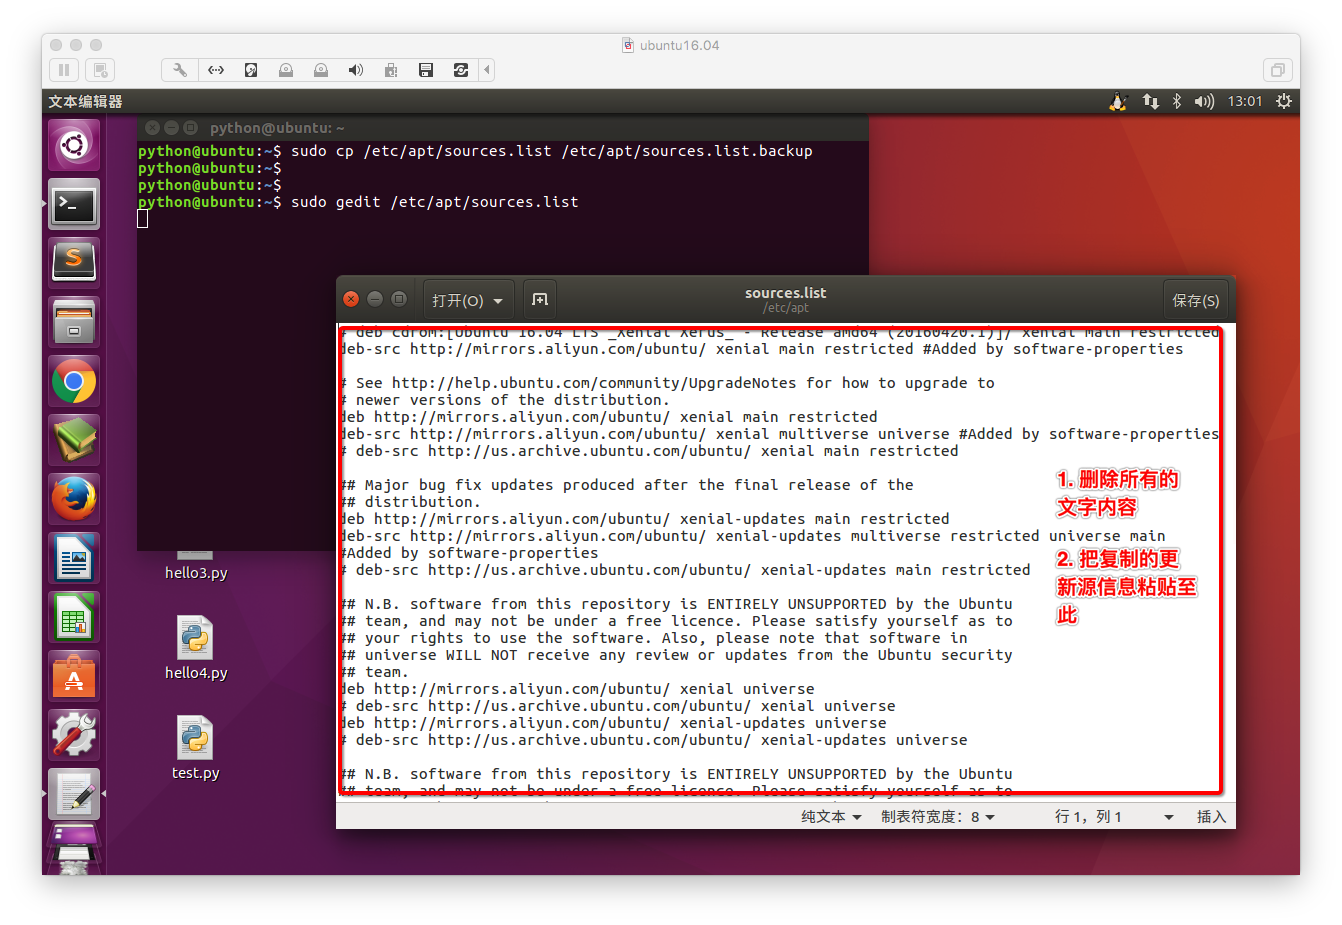 ubuntu16.04
文本编辑器
13:01
python@ubuntu: ~
python@ubuntu:~$ sudo cp /etc/apt/sources.list /etc/apt/sources.list.backup
python@ubuntu:~$
python@ubuntu:~$
python@ubuntu:~$ sudo gedit /etc/apt/sources.list
打开(O)
sources.list
/etc/apt
保存(S)
# deb cdrom:[Ubuntu 16.04 LTS _Xenial Xerus_ - Release amd64 (20160420.1)]/ xenial main restricted
deb-src http://mirrors.aliyun.com/ubuntu/ xenial main restricted #Added by software-properties
# See http://help.ubuntu.com/community/UpgradeNotes for how to upgrade to
# newer versions of the distribution.
deb http://mirrors.aliyun.com/ubuntu/ xenial main restricted
deb-src http://mirrors.aliyun.com/ubuntu/ xenial multiverse universe #Added by software-properties
# deb-src http://us.archive.ubuntu.com/ubuntu/ xenial main restricted
## Major bug fix updates produced after the final release of the
## distribution.
deb http://mirrors.aliyun.com/ubuntu/ xenial-updates main restricted
deb-src http://mirrors.aliyun.com/ubuntu/ xenial-updates multiverse restricted universe main
#Added by software-properties
# deb-src http://us.archive.ubuntu.com/ubuntu/ xenial-updates main restricted
## N.B. software from this repository is ENTIRELY UNSUPPORTED by the Ubuntu
## team, and may not be under a free licence. Please satisfy yourself as to
## your rights to use the software. Also, please note that software in
## universe WILL NOT receive any review or updates from the Ubuntu security
## team.
deb http://mirrors.aliyun.com/ubuntu/ xenial universe
# deb-src http://us.archive.ubuntu.com/ubuntu/ xenial universe
deb http://mirrors.aliyun.com/ubuntu/ xenial-updates universe
# deb-src http://us.archive.ubuntu.com/ubuntu/ xenial-updates universe
## N.B. software from this repository is ENTIRELY UNSUPPORTED by the Ubuntu
## team, and may not be under a free licence. Please satisfy yourself as to
1. 删除所有的
文字内容
2. 把复制的更
新源信息粘贴至
此
纯文本
制表符宽度: 8
行 1, 列 1
插入
hello3.py
hello4.py
test.py